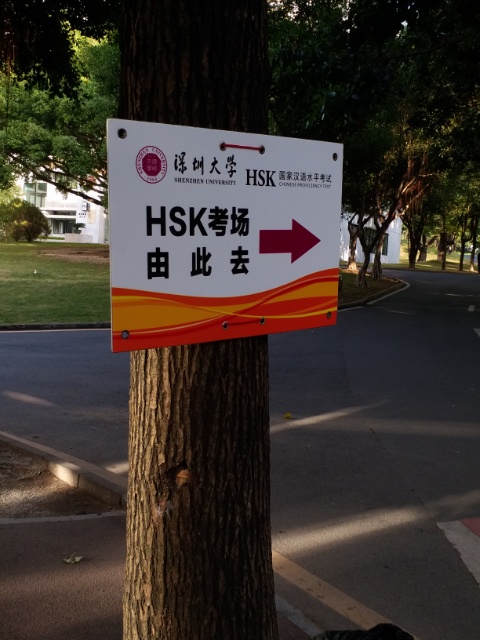 深圳大学
SHENZHEN UNIVERSITY
HSK 国家汉语水平考试
CHINESE PROFICIENCY TEST
HSK考场
由此去